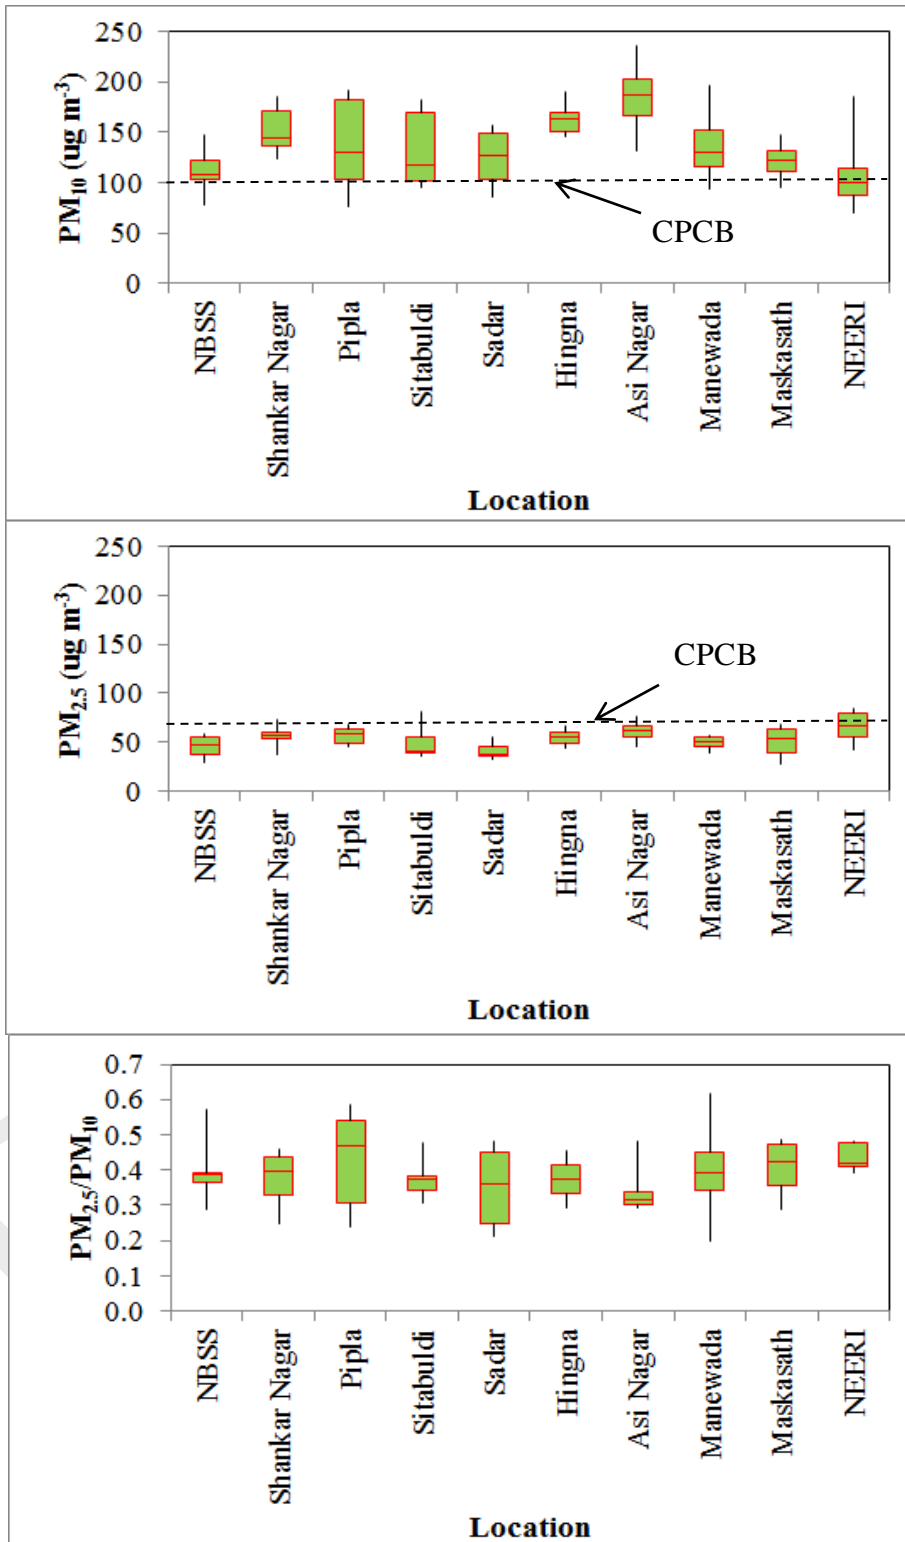 PM10 (ug m-3)
250
200
150
100
50
0
CPCB
NBSS
Shankar Nagar
Pipla
Sitabuldi
Sadar
Hingna
Asi Nagar
Manewada
Maskasath
NEERI
Location
PM2.5 (ug m-3)
250
200
150
100
50
0
CPCB
NBSS
Shankar Nagar
Pipla
Sitabuldi
Sadar
Hingna
Asi Nagar
Manewada
Maskasath
NEERI
Location
PM2.5/PM10
0.7
0.6
0.5
0.4
0.3
0.2
0.1
0.0
NBSS
Shankar Nagar
Pipla
Sitabuldi
Sadar
Hingna
Asi Nagar
Manewada
Maskasath
NEERI
Location